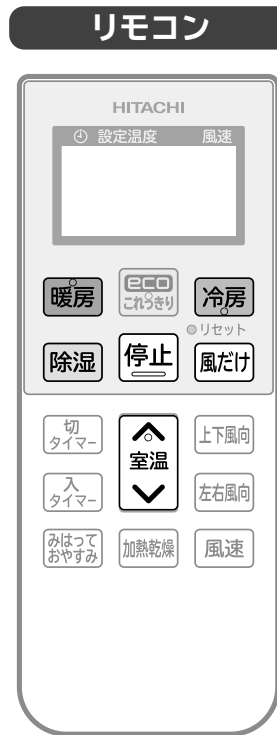 リモコン
HITACHI
設定温度 風速
暖房
eco
これっきり
冷房
リセット
除湿
停止
風だけ
切
タイマー
室温
上下風向
入
タイマー
左右風向
みはって
おやすみ
加熱乾燥
風速